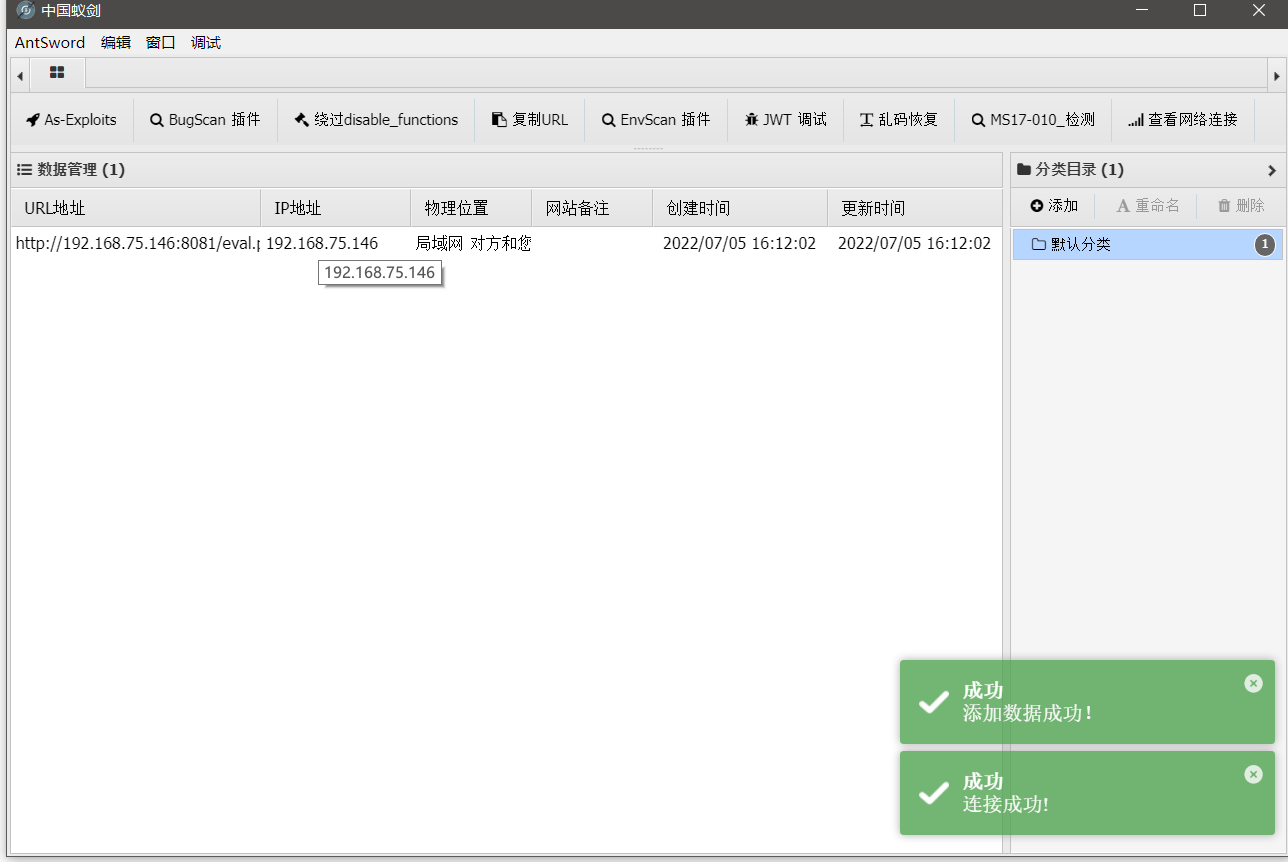 中国蚁剑
AntSword 编辑 窗口 调试
As-Exploits BugScan 插件 绕过disable_functions 复制URL EnvScan 插件 JWT 调试 乱码恢复 MS17-010_检测 查看网络连接
数据管理 (1)
分类目录 (1)
URL地址 IP地址 物理位置 网站备注 创建时间 更新时间
添加 重命名 删除
http://192.168.75.146:8081/eval.p 192.168.75.146 局域网 对方和您 2022/07/05 16:12:02 2022/07/05 16:12:02
默认分类 1
192.168.75.146
成功
添加数据成功!
成功
连接成功!